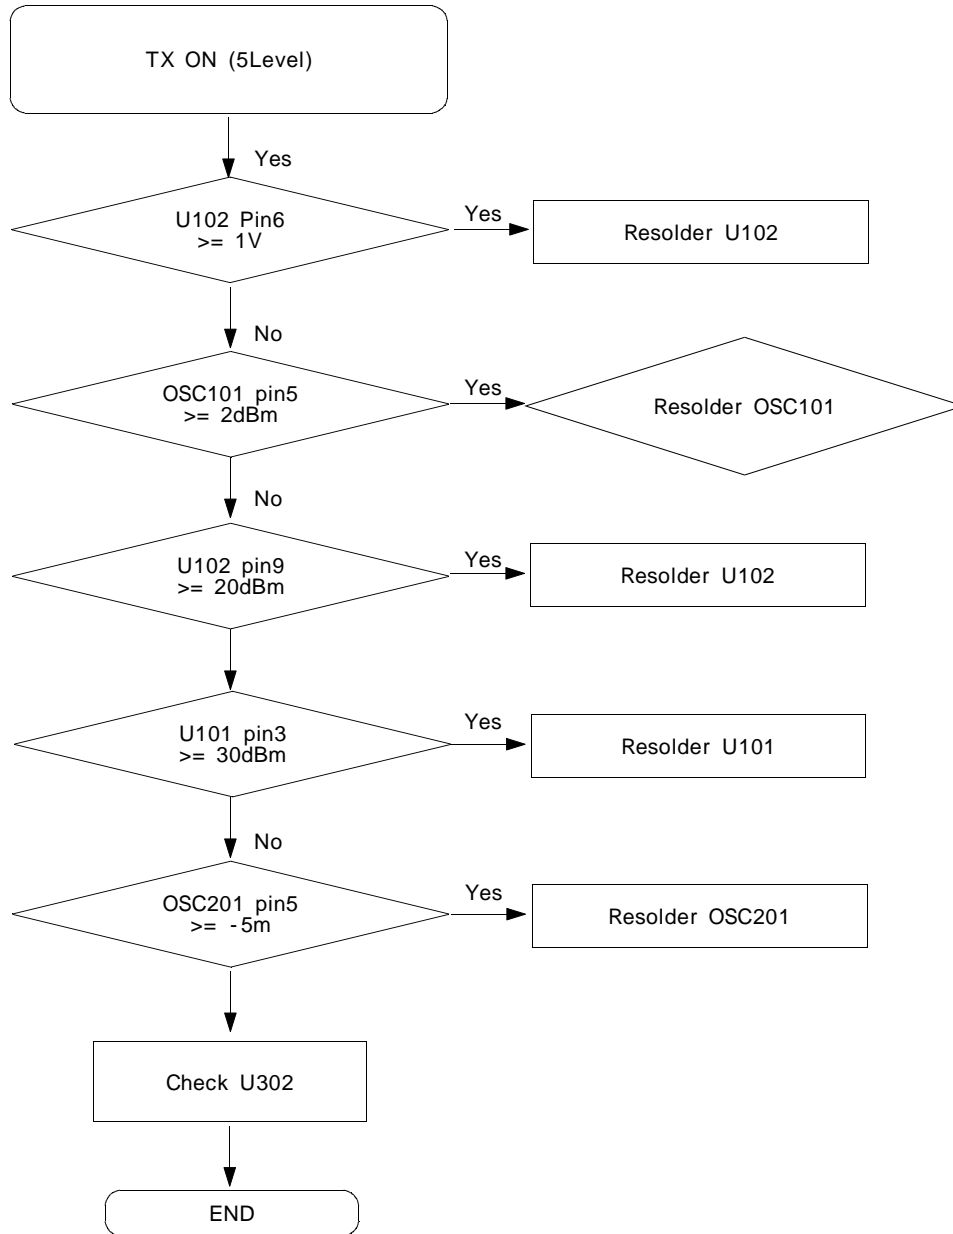 TX ON (5Level)
Yes
U102 Pin6
>= 1V
Yes
Resolder U102
No
OSC101 pin5
>= 2dBm
Yes
Resolder OSC101
No
U102 pin9
>= 20dBm
Yes
Resolder U102
U101 pin3
>= 30dBm
Yes
Resolder U101
No
OSC201 pin5
>= -5m
Yes
Resolder OSC201
Check U302
END